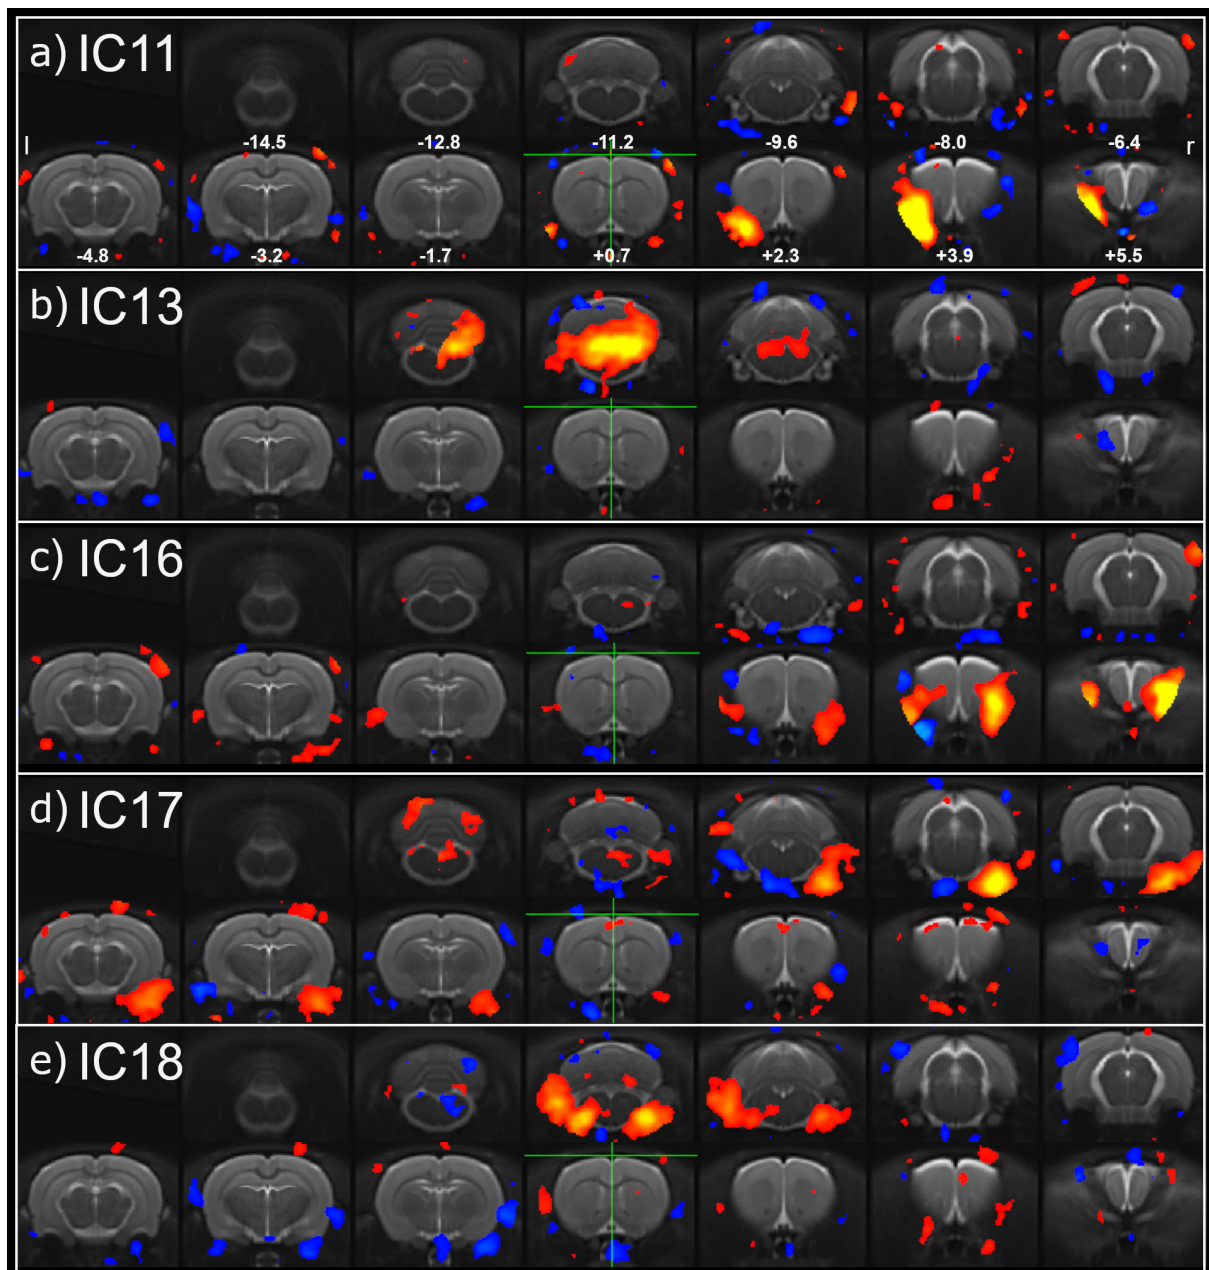 a) IC11
-14.5 -12.8 -11.2 -9.6 -8.0 -6.4
l r
-4.8 -3.2 -1.7 +0.7 +2.3 +3.9 +5.5
b) IC13
c) IC16
d) IC17
e) IC18